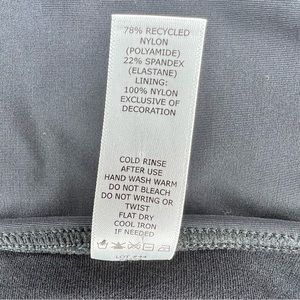 78% RECYCLED
NYLON
(POLYAMIDE)
22% SPANDEX
(ELASTANE)
LINING:
100% NYLON
EXCLUSIVE OF
DECORATION
COLD RINSE
AFTER USE
HAND WASH WARM
DO NOT BLEACH
DO NOT WRING OR
TWIST
FLAT DRY
COOL IRON
IF NEEDED